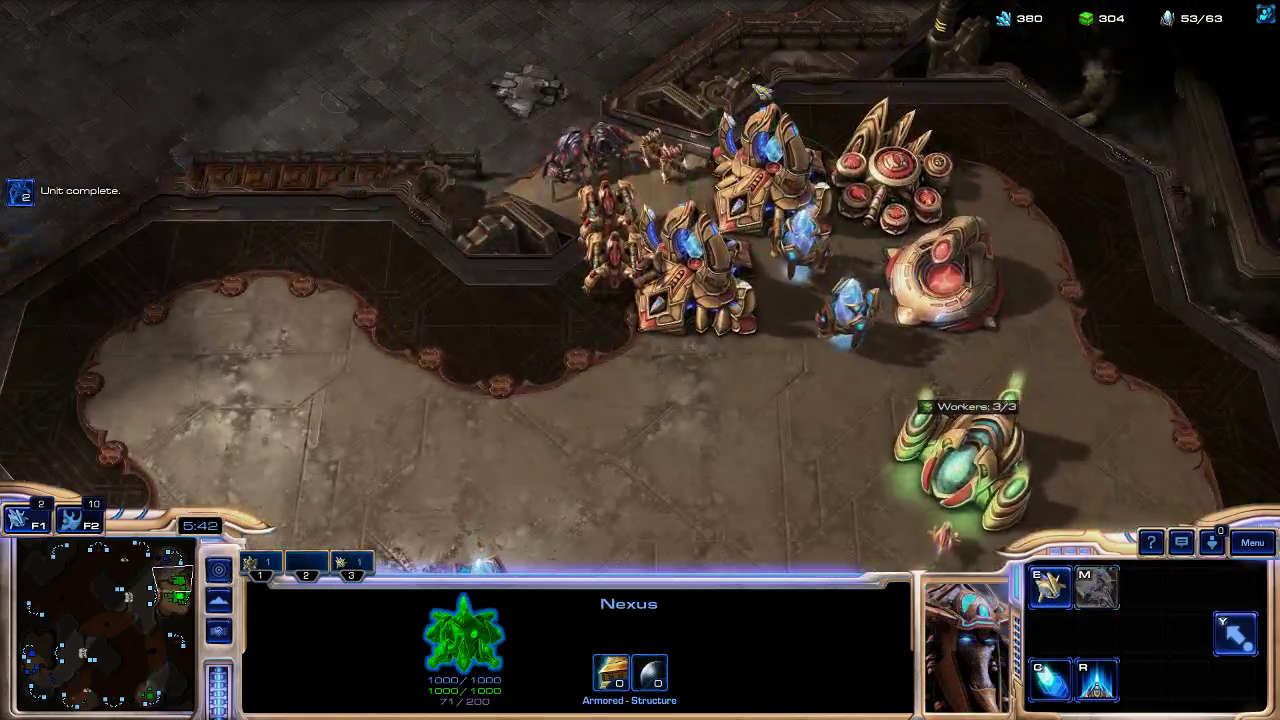 380 304 53/63
2 Unit complete.
Workers: 3/3
2 10
F1 F2
5:42
0
? Menu
1 1
1 2 3
Nexus
E M
Y
1000/1000
1000/1000
71/200
0 0
Armored - Structure
C R